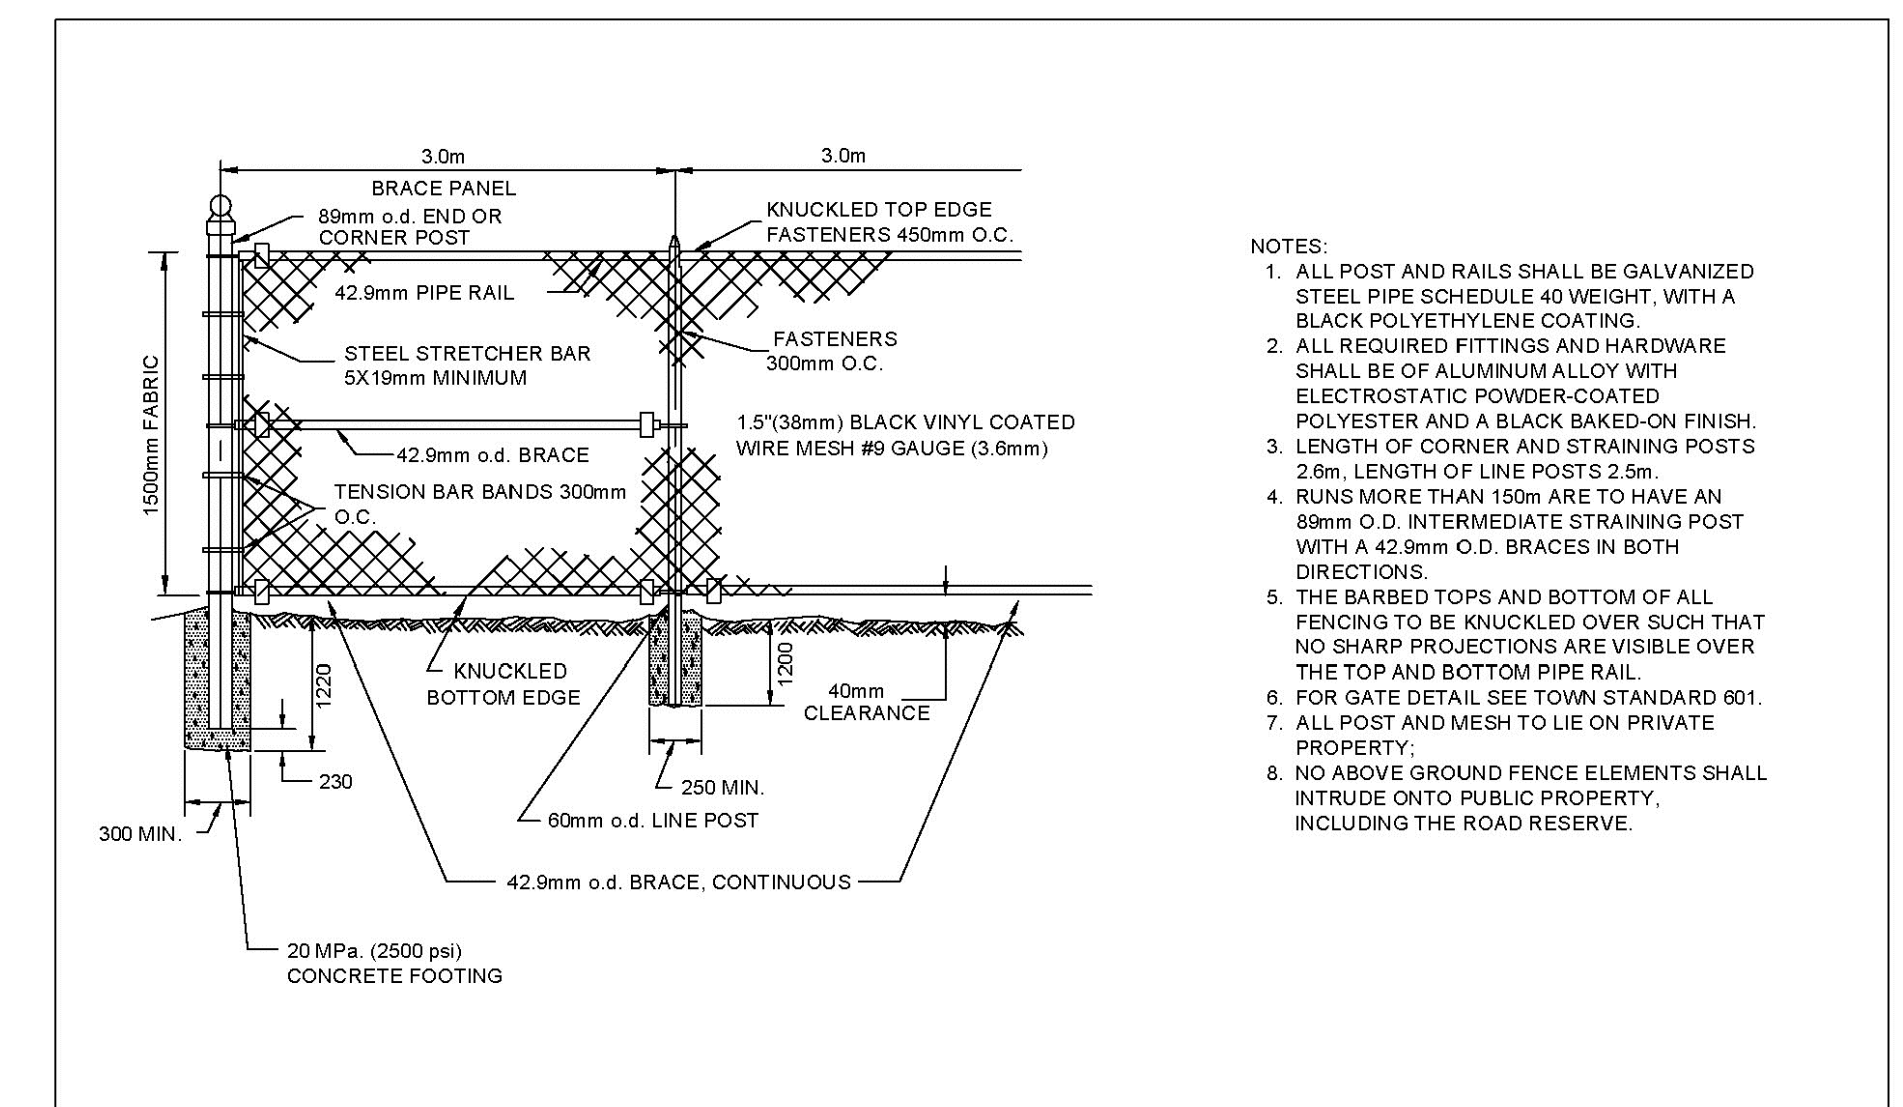 3.0m
3.0m
BRACE PANEL
89mm o.d. END OR
CORNER POST
KNUCKLED TOP EDGE
FASTENERS 450mm O.C.
42.9mm PIPE RAIL
FASTENERS
300mm O.C.
STEEL STRETCHER BAR
5X19mm MINIMUM
1500mm FABRIC
1.5"(38mm) BLACK VINYL COATED
WIRE MESH #9 GAUGE (3.6mm)
42.9mm o.d. BRACE
TENSION BAR BANDS 300mm
O.C.
KNUCKLED
BOTTOM EDGE
1220
1200
40mm
CLEARANCE
230
250 MIN.
60mm o.d. LINE POST
300 MIN.
42.9mm o.d. BRACE, CONTINUOUS
20 MPa. (2500 psi)
CONCRETE FOOTING
NOTES:
1. ALL POST AND RAILS SHALL BE GALVANIZED
STEEL PIPE SCHEDULE 40 WEIGHT, WITH A
BLACK POLYETHYLENE COATING.
2. ALL REQUIRED FITTINGS AND HARDWARE
SHALL BE OF ALUMINUM ALLOY WITH
ELECTROSTATIC POWDER-COATED
POLYESTER AND A BLACK BAKED-ON FINISH.
3. LENGTH OF CORNER AND STRAINING POSTS
2.6m, LENGTH OF LINE POSTS 2.5m.
4. RUNS MORE THAN 150m ARE TO HAVE AN
89mm O.D. INTERMEDIATE STRAINING POST
WITH A 42.9mm O.D. BRACES IN BOTH
DIRECTIONS.
5. THE BARBED TOPS AND BOTTOM OF ALL
FENCING TO BE KNUCKLED OVER SUCH THAT
NO SHARP PROJECTIONS ARE VISIBLE OVER
THE TOP AND BOTTOM PIPE RAIL.
6. FOR GATE DETAIL SEE TOWN STANDARD 601.
7. ALL POST AND MESH TO LIE ON PRIVATE
PROPERTY;
8. NO ABOVE GROUND FENCE ELEMENTS SHALL
INTRUDE ONTO PUBLIC PROPERTY,
INCLUDING THE ROAD RESERVE.